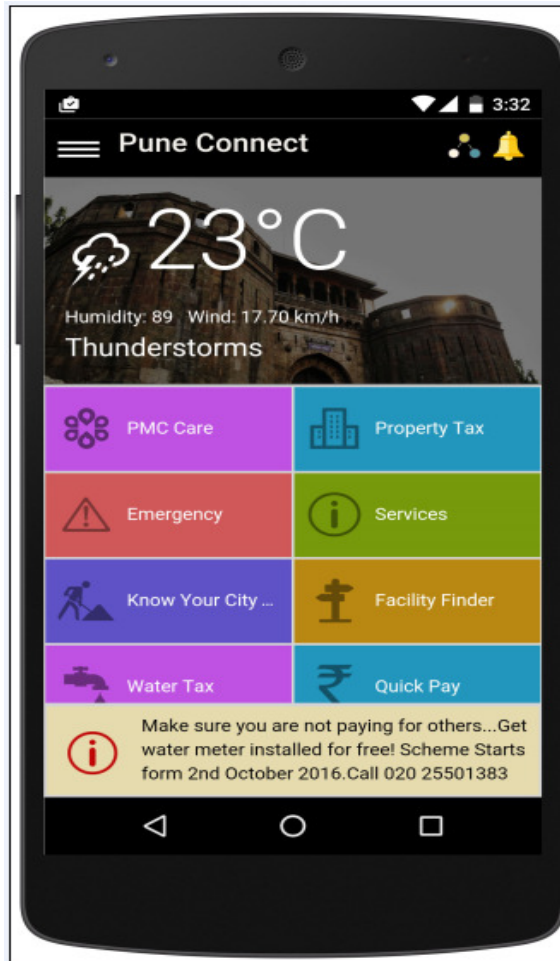 3:32
Pune Connect
23°C
Humidity: 89 Wind: 17.70 km/h
Thunderstorms
PMC Care
Property Tax
Emergency
Services
Know Your City ...
Facility Finder
Water Tax
Quick Pay
Make sure you are not paying for others...Get
water meter installed for free! Scheme Starts
form 2nd October 2016.Call 020 25501383